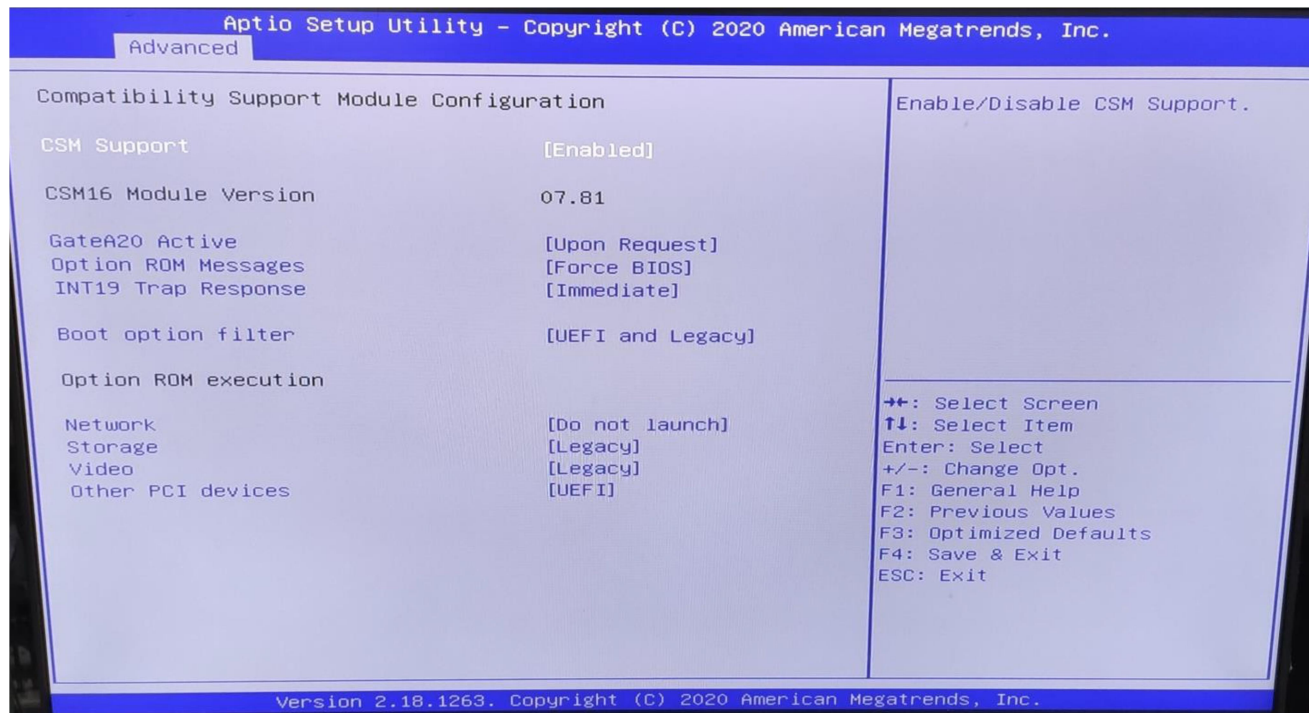 Aptio Setup Utility – Copyright (C) 2020 American Megatrends, Inc.
Advanced
Compatibility Support Module Configuration
CSM Support [Enabled]
CSM16 Module Version 07.81
GateA20 Active [Upon Request]
Option ROM Messages [Force BIOS]
INT19 Trap Response [Immediate]
Boot option filter [UEFI and Legacy]
Option ROM execution
Network [Do not launch]
Storage [Legacy]
Video [Legacy]
Other PCI devices [UEFI]
Enable/Disable CSM Support.
→←: Select Screen
↑↓: Select Item
Enter: Select
+/-: Change Opt.
F1: General Help
F2: Previous Values
F3: Optimized Defaults
F4: Save & Exit
ESC: Exit
Version 2.18.1263. Copyright (C) 2020 American Megatrends, Inc.